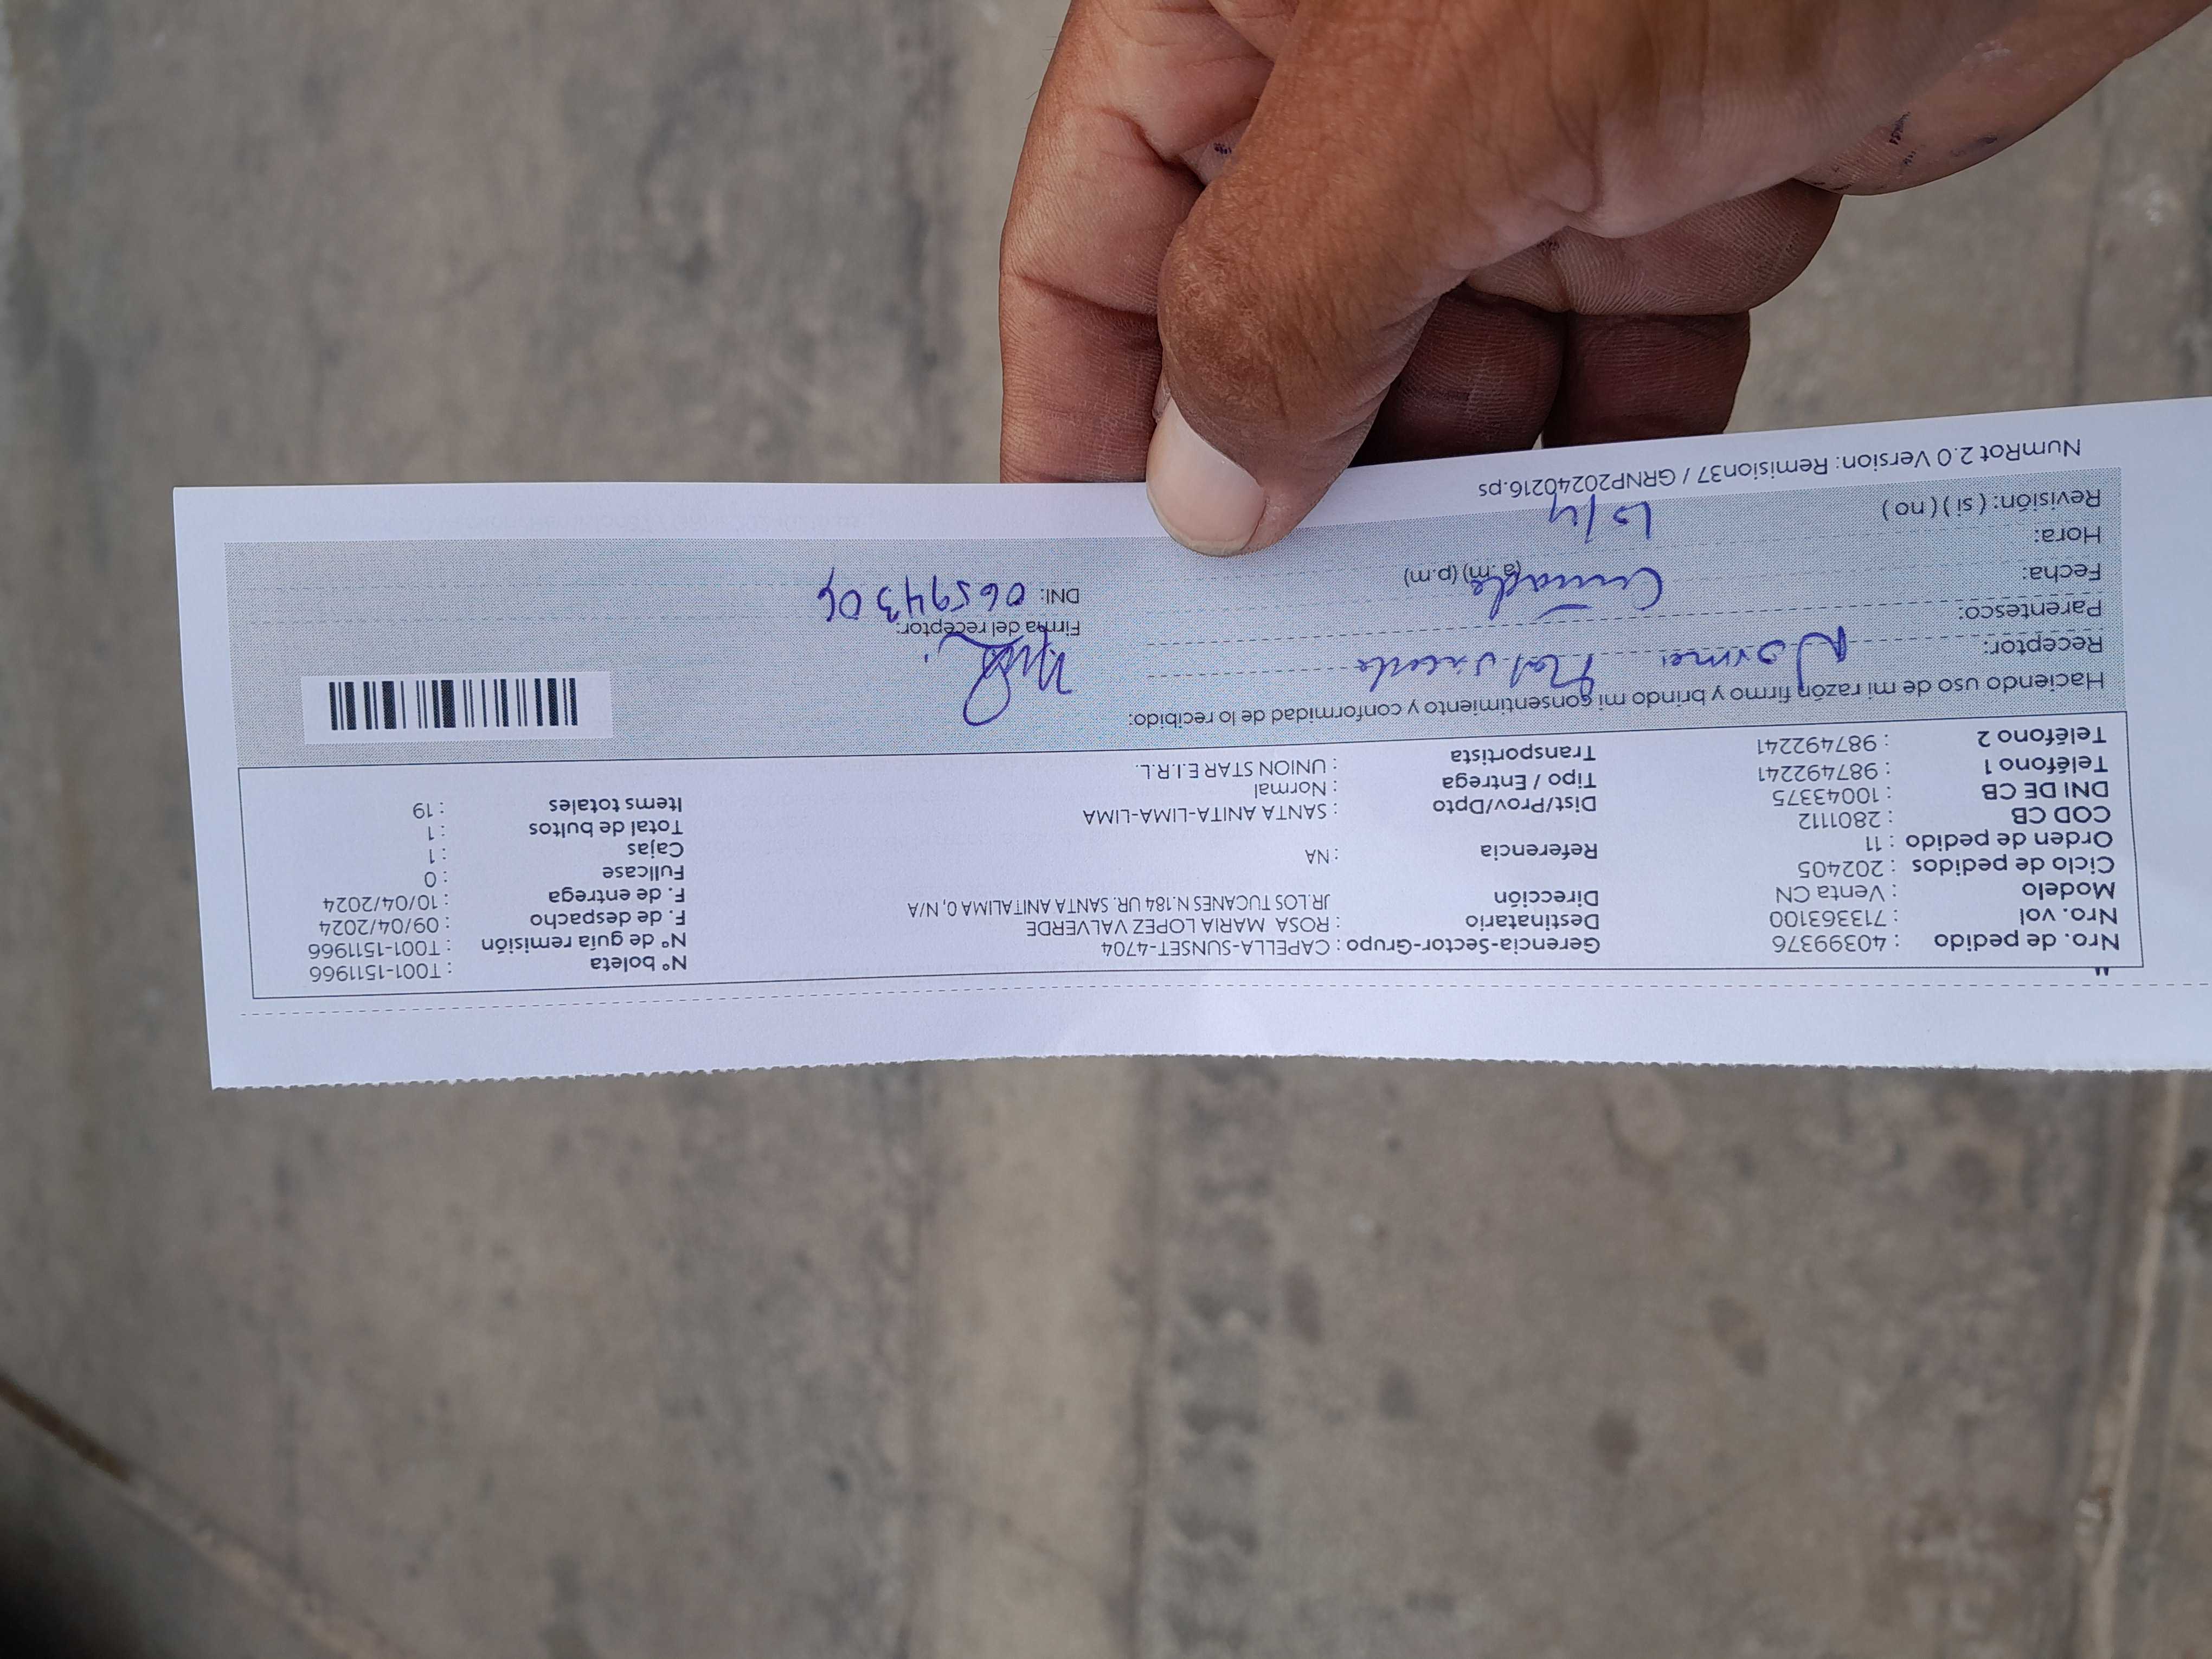 Nro. de pedido : 40399376 Gerencia-Sector-Grupo : CAPELLA-SUNSET-4704 N° boleta : T001-1511966
Nro. vol : 713363100 Destinatario : ROSA MARIA LOPEZ VALVERDE N° de guía remisión : T001-1511966
Modelo : Venta CN Dirección JR. LOS TUCANES N.184 UR. SANTA ANITALIMA 0, N/A F. de despacho : 09/04/2024
Ciclo de pedidos : 202405 F. de entrega : 10/04/2024
Orden de pedido : 11 Referencia : NA Fullcase : 0
COD CB : 2801112 Cajas : 1
DNI DE CB : 10043375 Dist/Prov/Dpto : SANTA ANITA-LIMA-LIMA Total de bultos : 1
Teléfono 1 : 987492241 Tipo / Entrega : Normal Items totales : 19
Teléfono 2 : 987492241 Transportista : UNION STAR E.I.R.L.
Haciendo uso de mi razón firmo y brindo mi consentimiento y conformidad de lo recibido:
Receptor: Norma
Parentesco: Firma del receptor:
Fecha: Cuñada (a.m) (p.m) DNI: 06594304
Hora:
Revisión: ( si ) ( no ) 10/4
NumRot 2.0 Version: Remision37 / GRNP20240216.ps